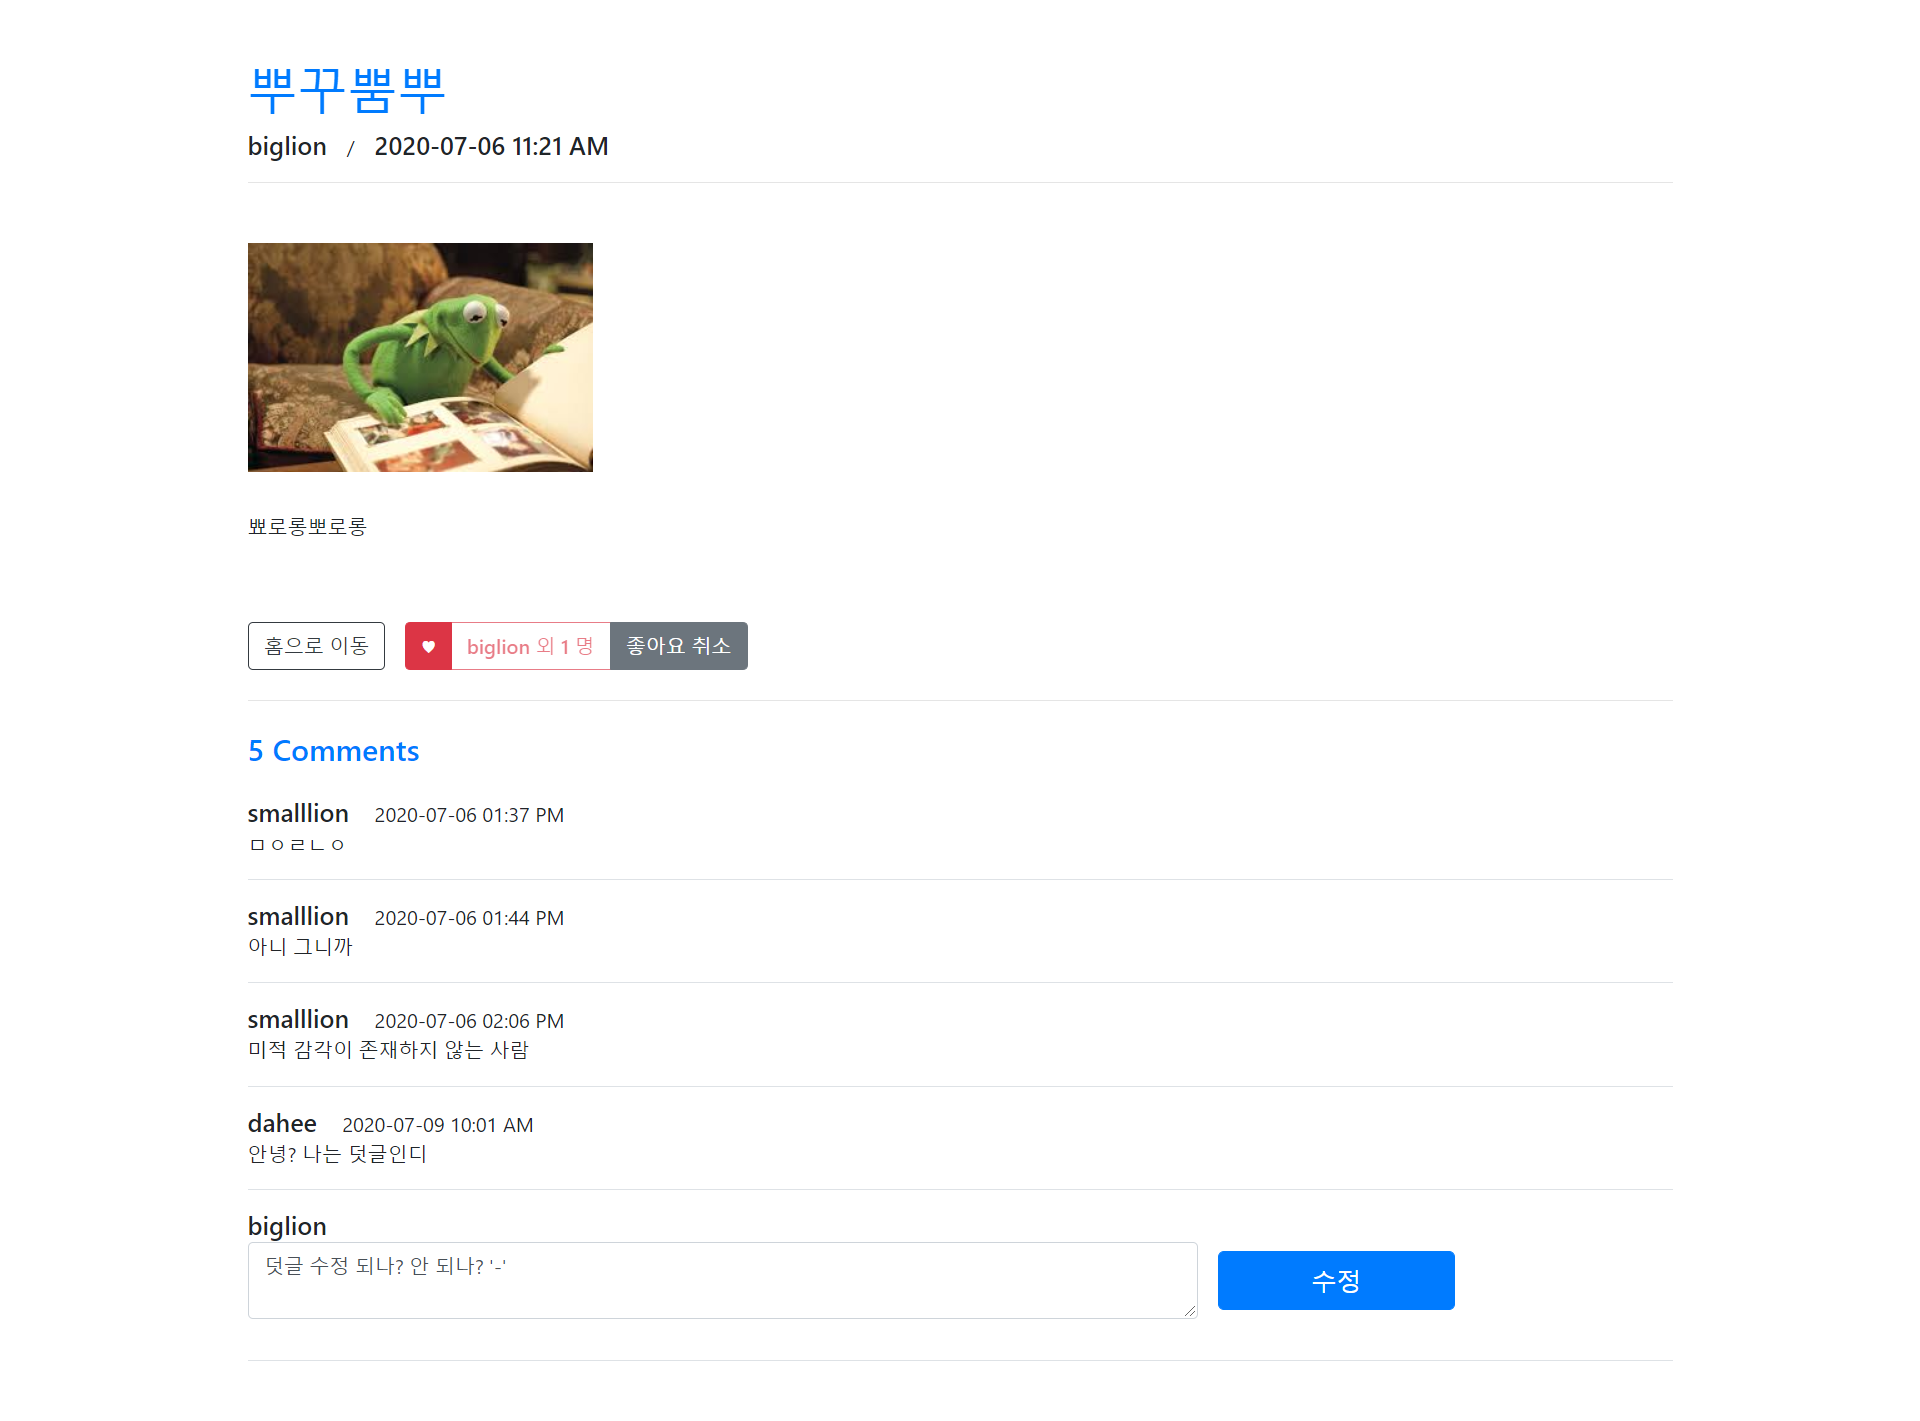 뿌꾸뿜뿌
biglion / 2020-07-06 11:21 AM
뾰로롱뽀로롱
홈으로 이동 ♥ biglion 외 1 명 좋아요 취소
5 Comments
smalllion 2020-07-06 01:37 PM
ㅁㅇㄹㄴㅇ
smalllion 2020-07-06 01:44 PM
아니 그니까
smalllion 2020-07-06 02:06 PM
미적 감각이 존재하지 않는 사람
dahee 2020-07-09 10:01 AM
안녕? 나는 덧글인디
biglion
덧글 수정 되나? 안 되나? '-'
수정